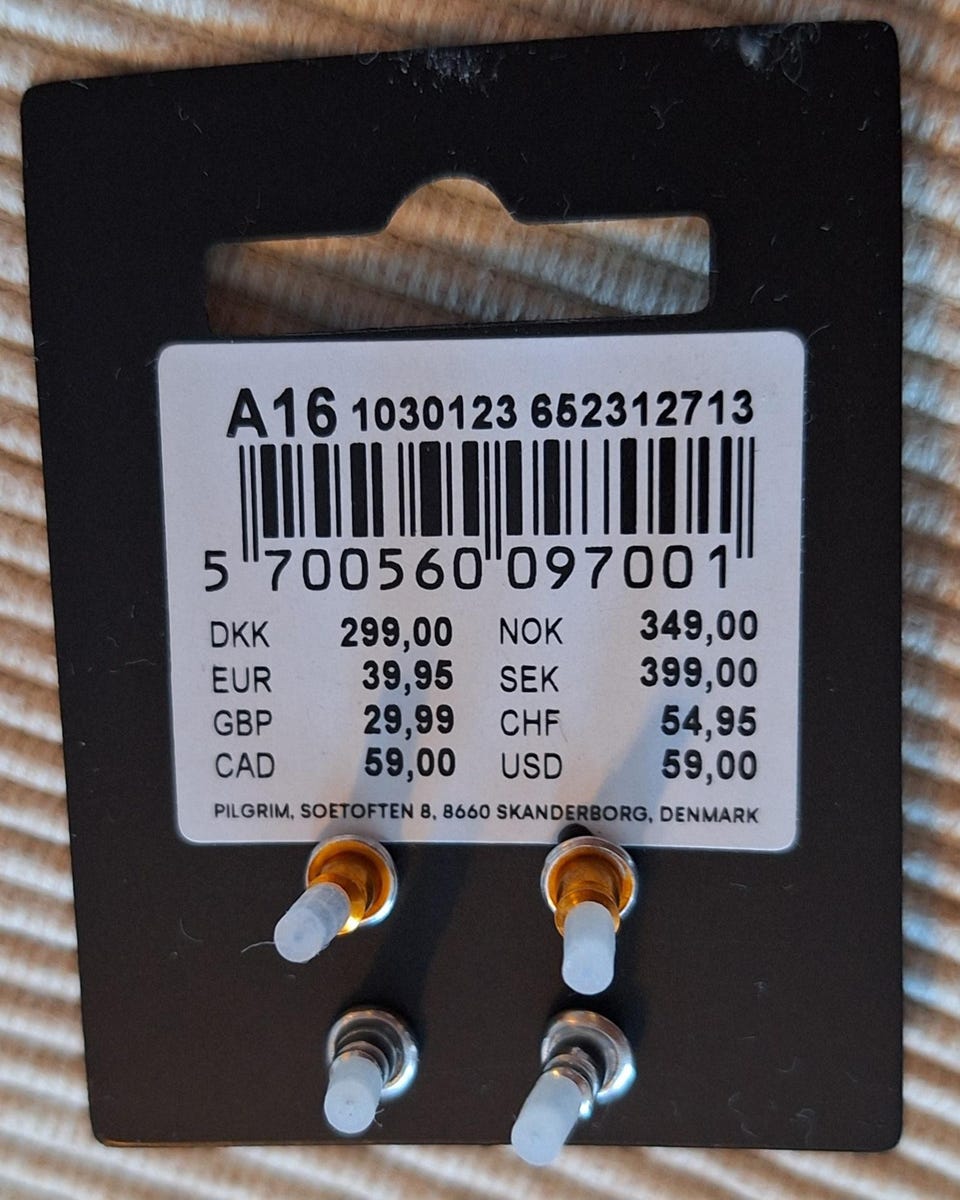 A16 1030123 652312713
5 700560 097001
DKK 299,00 NOK 349,00
EUR 39,95 SEK 399,00
GBP 29,99 CHF 54,95
CAD 59,00 USD 59,00
PILGRIM, SOETOFTEN 8, 8660 SKANDERBORG, DENMARK